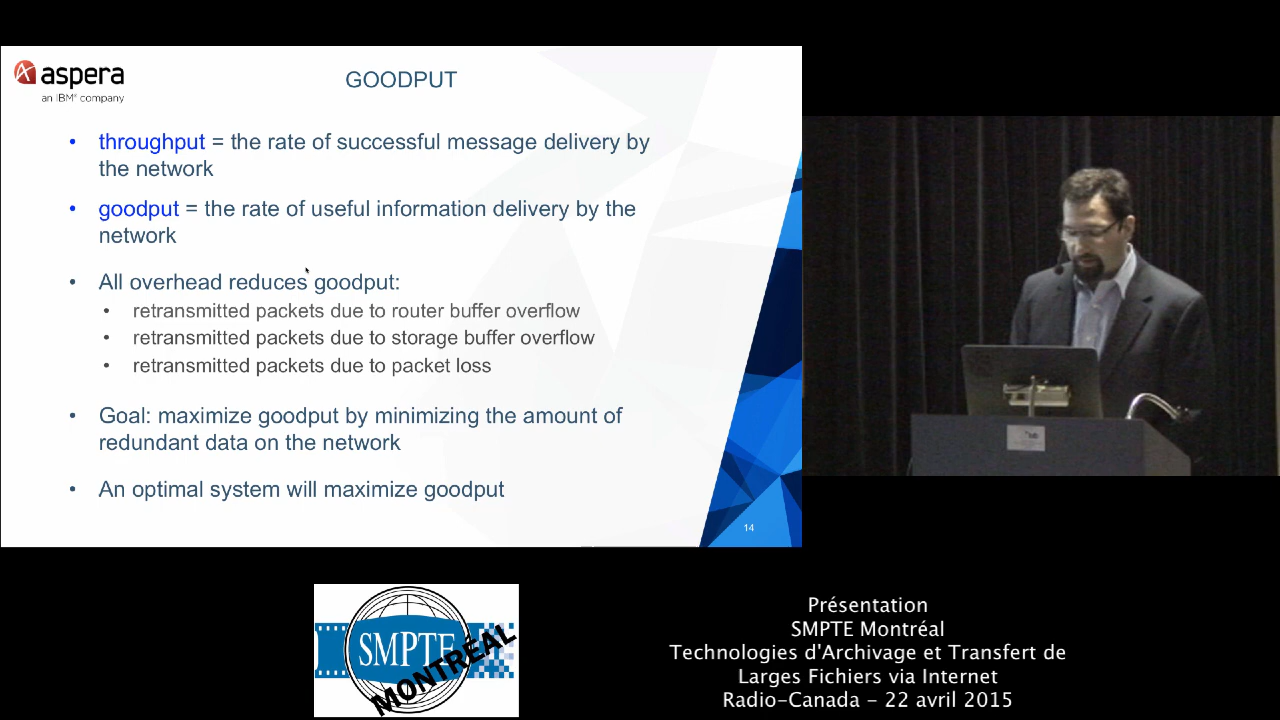 aspera
an IBM® company
GOODPUT
• throughput = the rate of successful message delivery by
the network
• goodput = the rate of useful information delivery by the
network
• All overhead reduces goodput:
• retransmitted packets due to router buffer overflow
• retransmitted packets due to storage buffer overflow
• retransmitted packets due to packet loss
• Goal: maximize goodput by minimizing the amount of
redundant data on the network
• An optimal system will maximize goodput
14
SMPTE
MONTRÉAL
Présentation
SMPTE Montréal
Technologies d'Archivage et Transfert de
Larges Fichiers via Internet
Radio-Canada – 22 avril 2015